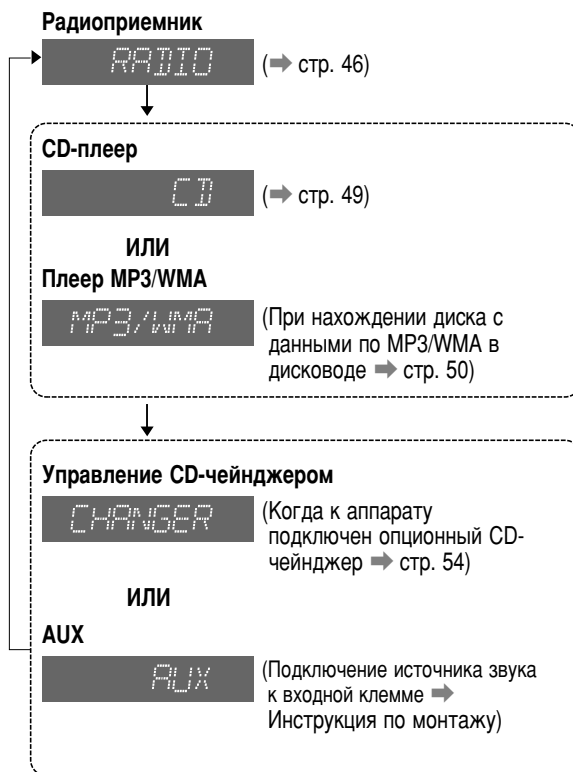 Радиоприемник
RADIO (➡ стр. 46)
CD-плеер
CD (➡ стр. 49)
ИЛИ
Плеер MP3/WMA
MP3/WMA (При нахождении диска с
данными по MP3/WMA в
дисководе ➡ стр. 50)
Управление CD-чейнджером
CHANGER (Когда к аппарату
подключен опционный CD-
чейнджер ➡ стр. 54)
ИЛИ
AUX
AUX (Подключение источника звука
к входной клемме ➡
Инструкция по монтажу)